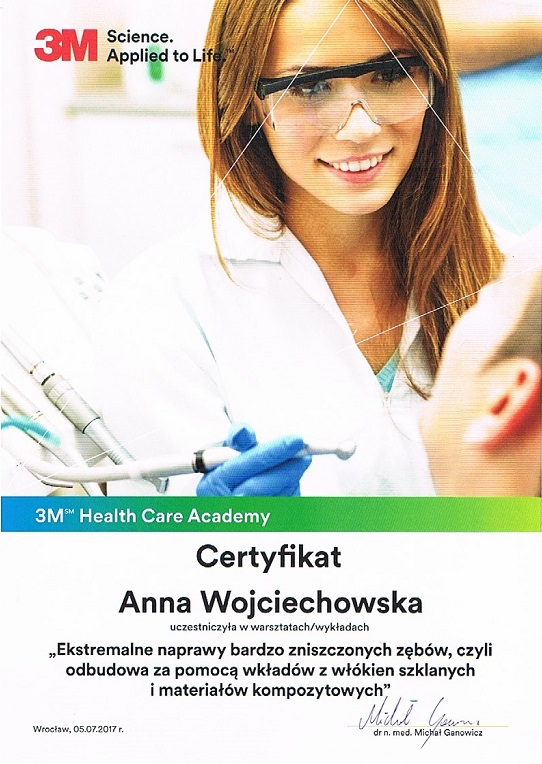 3M Science.
Applied to Life.™
3M℠ Health Care Academy
Certyfikat
Anna Wojciechowska
uczestniczyła w warsztatach/wykładach
„Ekstremalne naprawy bardzo zniszczonych zębów, czyli
odbudowa za pomocą wkładów z włókien szklanych
i materiałów kompozytowych”
Wrocław, 05.07.2017 r.
dr n. med. Michał Ganowicz